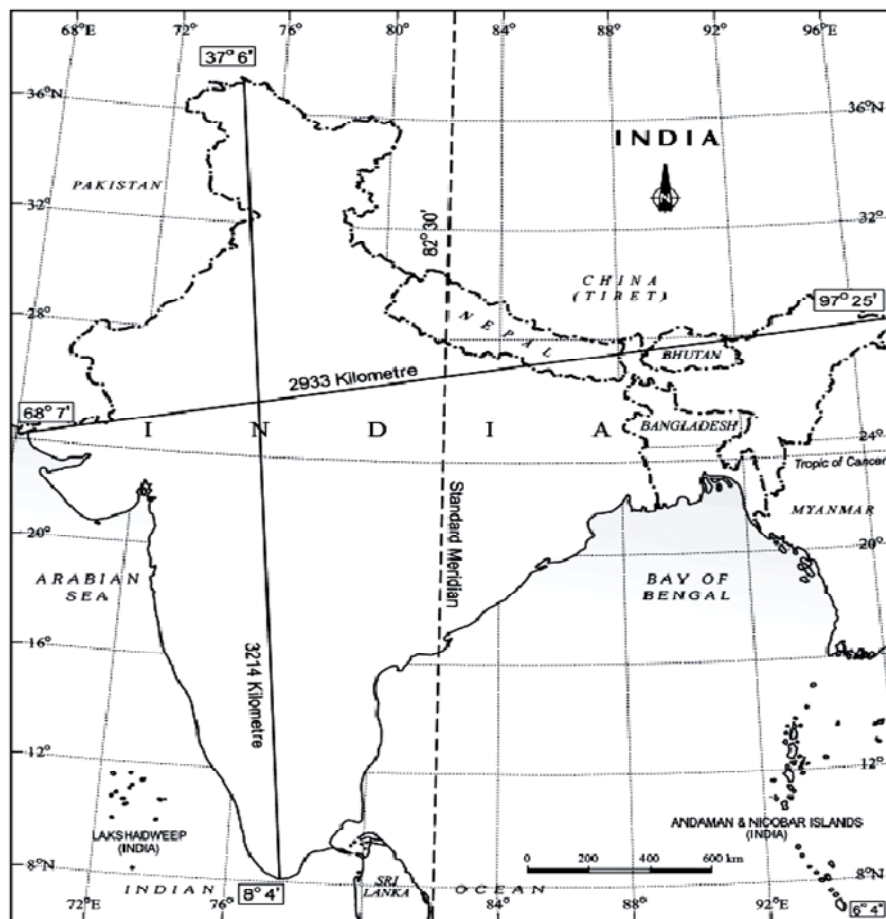 68°E
72°
76°
80°
84°
88°
92°
96°E
37° 6'
36°N
36°N
INDIA
N
PAKISTAN
32°
32°
82° 30'
CHINA
(TIBET)
97° 25'
28°
28°
NEPAL
BHUTAN
2933 Kilometre
68° 7'
INDIA
BANGLADESH
24°
Tropic of Cancer
MYANMAR
Standard Meridian
20°
20°
ARABIAN
SEA
BAY OF
BENGAL
16°
3214 Kilometre
12°
12°
LAKSHADWEEP
(INDIA)
ANDAMAN & NICOBAR ISLANDS
(INDIA)
0 200 400 600 km
8°N
8°N
8° 4'
SRI
LANKA
INDIAN OCEAN
72°E
76°
88°
92°E
6° 4'